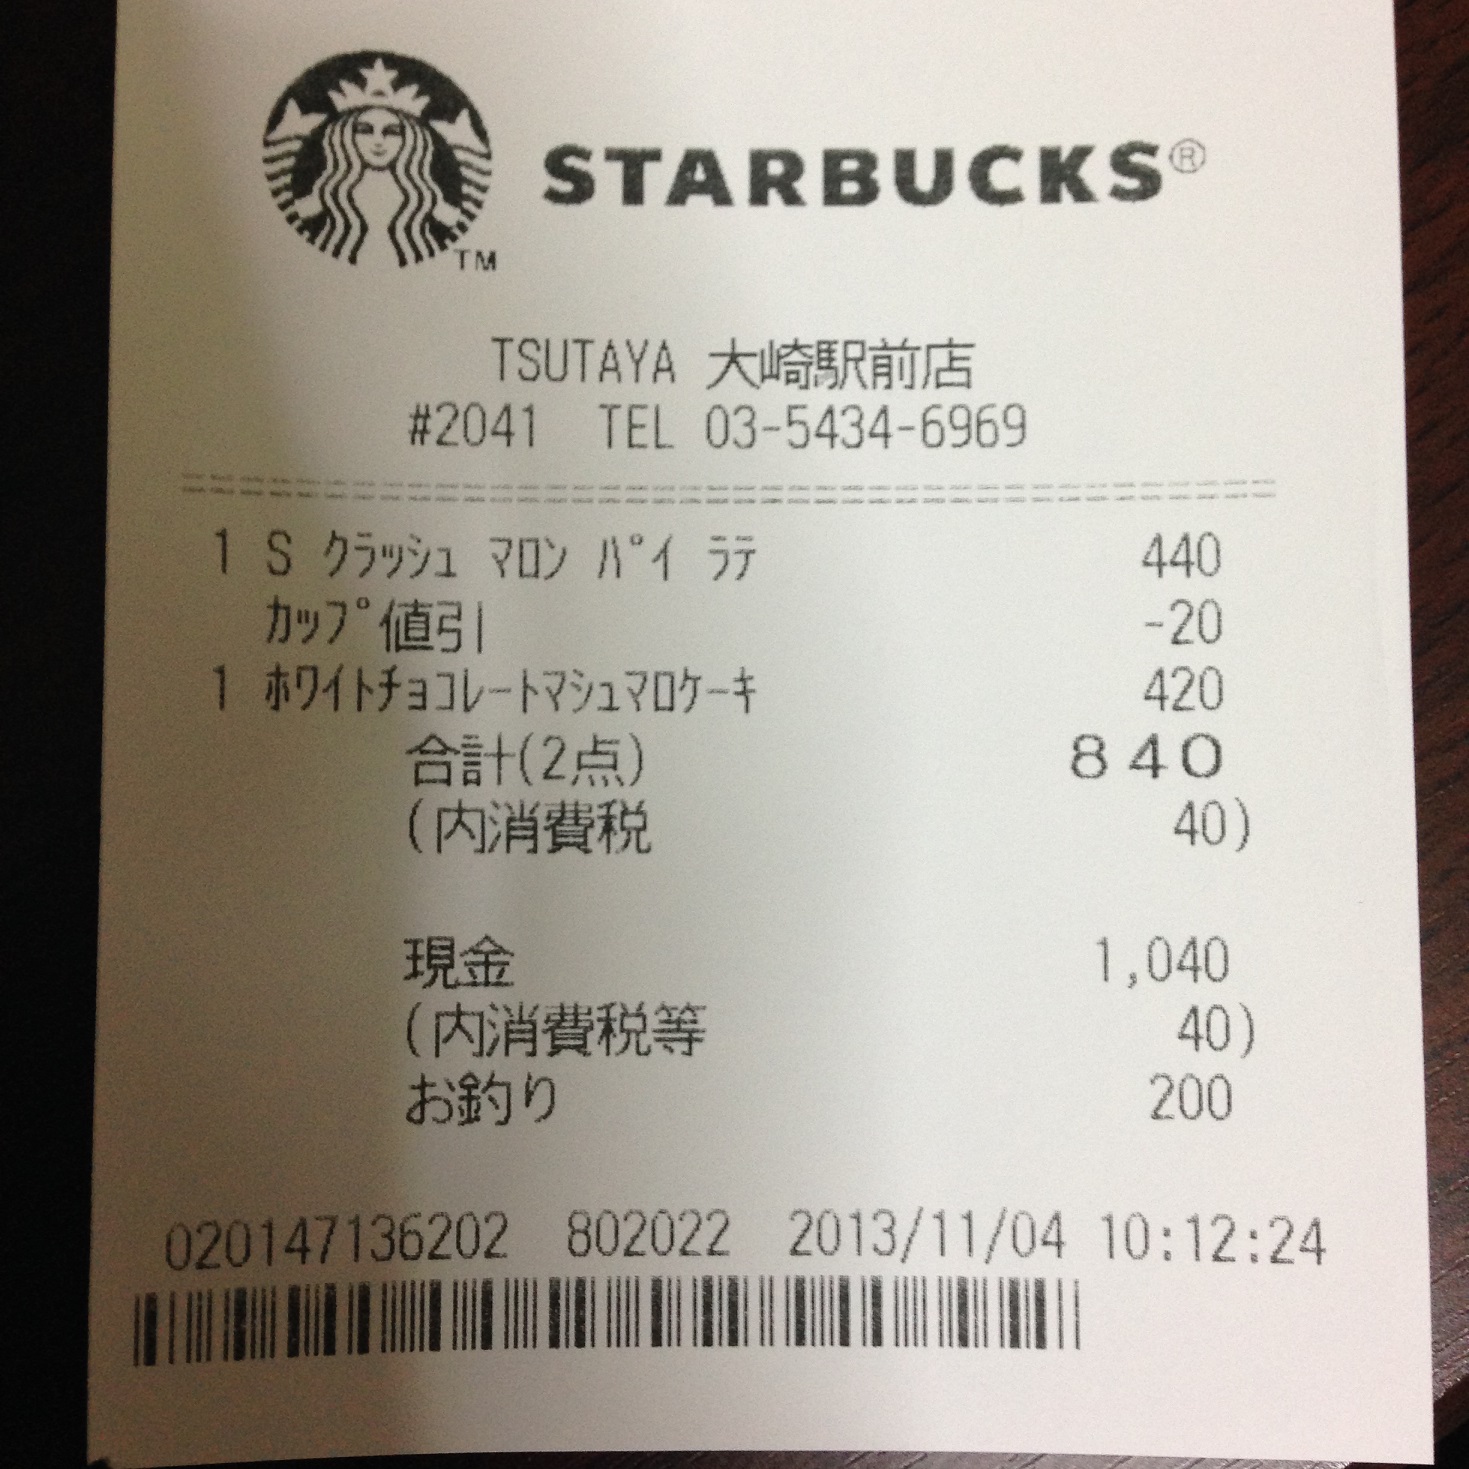 STARBUCKS®
TM
TSUTAYA 大崎駅前店
#2041 TEL 03-5434-6969
1 S ｸﾗｯｼｭ ﾏﾛﾝ ﾊﾟｲ ﾗﾃ 440
ｶｯﾌﾟ値引 -20
1 ﾎﾜｲﾄﾁｮｺﾚｰﾄﾏｼｭﾏﾛｹｰｷ 420
合計(2点) 840
(内消費税 40)
現金 1,040
(内消費税等 40)
お釣り 200
020147136202 802022 2013/11/04 10:12:24